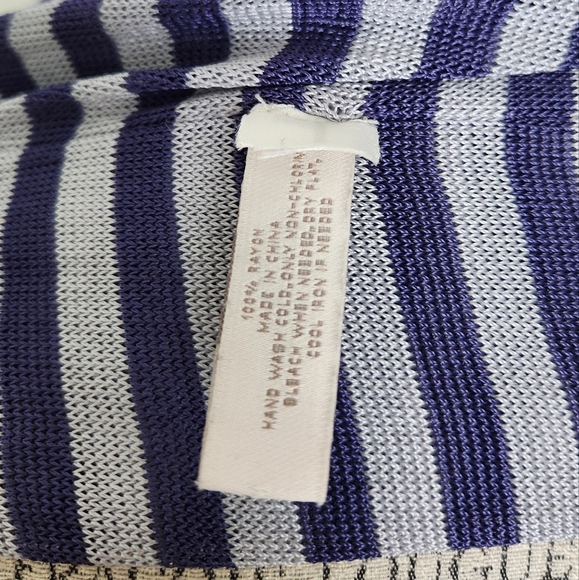 100% RAYON
MADE IN CHINA
HAND WASH COLD, ONLY NON-CHLORIN
BLEACH WHEN NEEDED, DRY FLAT,
COOL IRON IF NEEDED